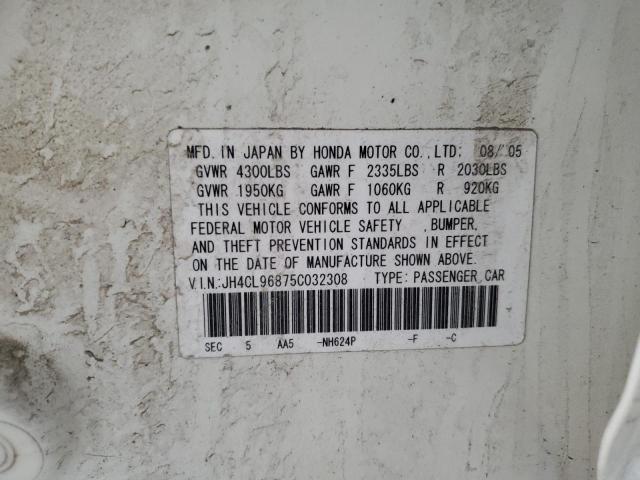 MFD. IN JAPAN BY HONDA MOTOR CO., LTD. 08/'05
GVWR 4300LBS GAWR F 2335LBS R 2030LBS
GVWR 1950KG GAWR F 1060KG R 920KG
THIS VEHICLE CONFORMS TO ALL APPLICABLE
FEDERAL MOTOR VEHICLE SAFETY , BUMPER,
AND THEFT PREVENTION STANDARDS IN EFFECT
ON THE DATE OF MANUFACTURE SHOWN ABOVE.
V.I.N.:JH4CL96875C032308 TYPE: PASSENGER CAR
SEC 5 AA5 -NH624P -F -C